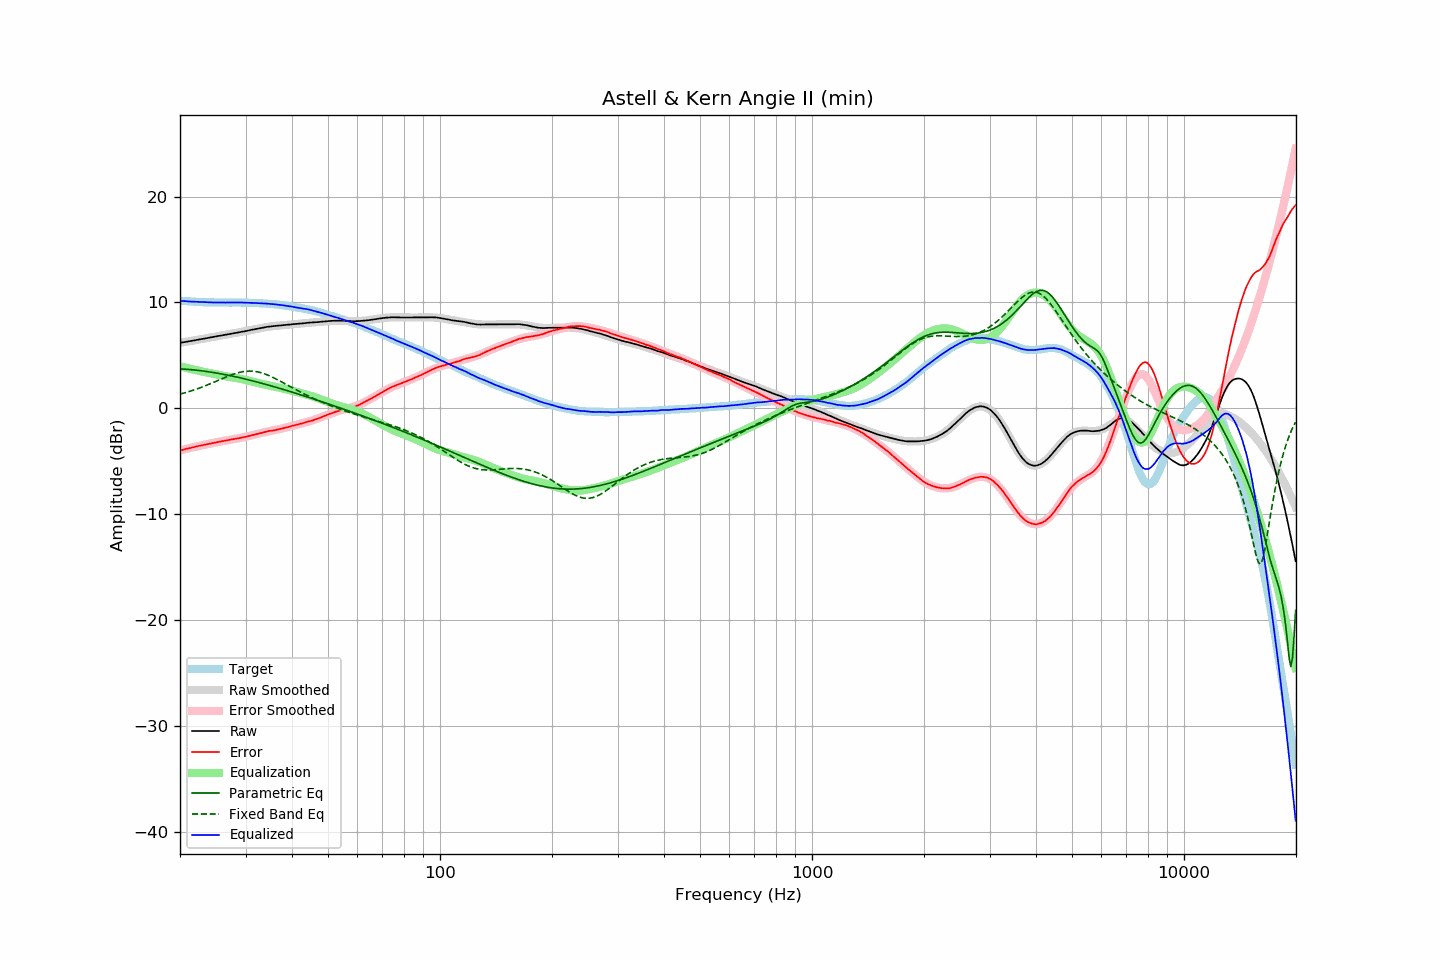 Astell & Kern Angie II (min)
20
10
0
−10
−20
−30
−40
Amplitude (dBr)
Target
Raw Smoothed
Error Smoothed
Raw
Error
Equalization
Parametric Eq
Fixed Band Eq
Equalized
100
1000
10000
Frequency (Hz)